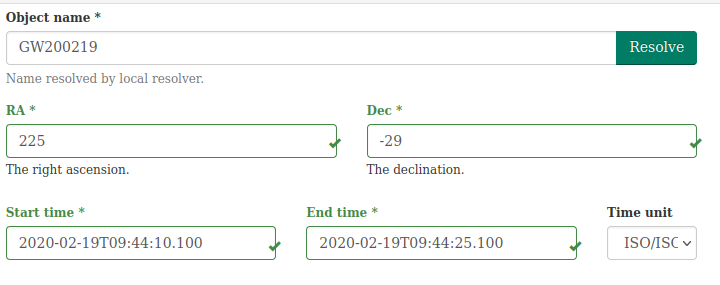 Object name *
GW200219 Resolve
Name resolved by local resolver.
RA * Dec *
225 -29
The right ascension. The declination.
Start time * End time * Time unit
2020-02-19T09:44:10.100 2020-02-19T09:44:25.100 ISO/ISC